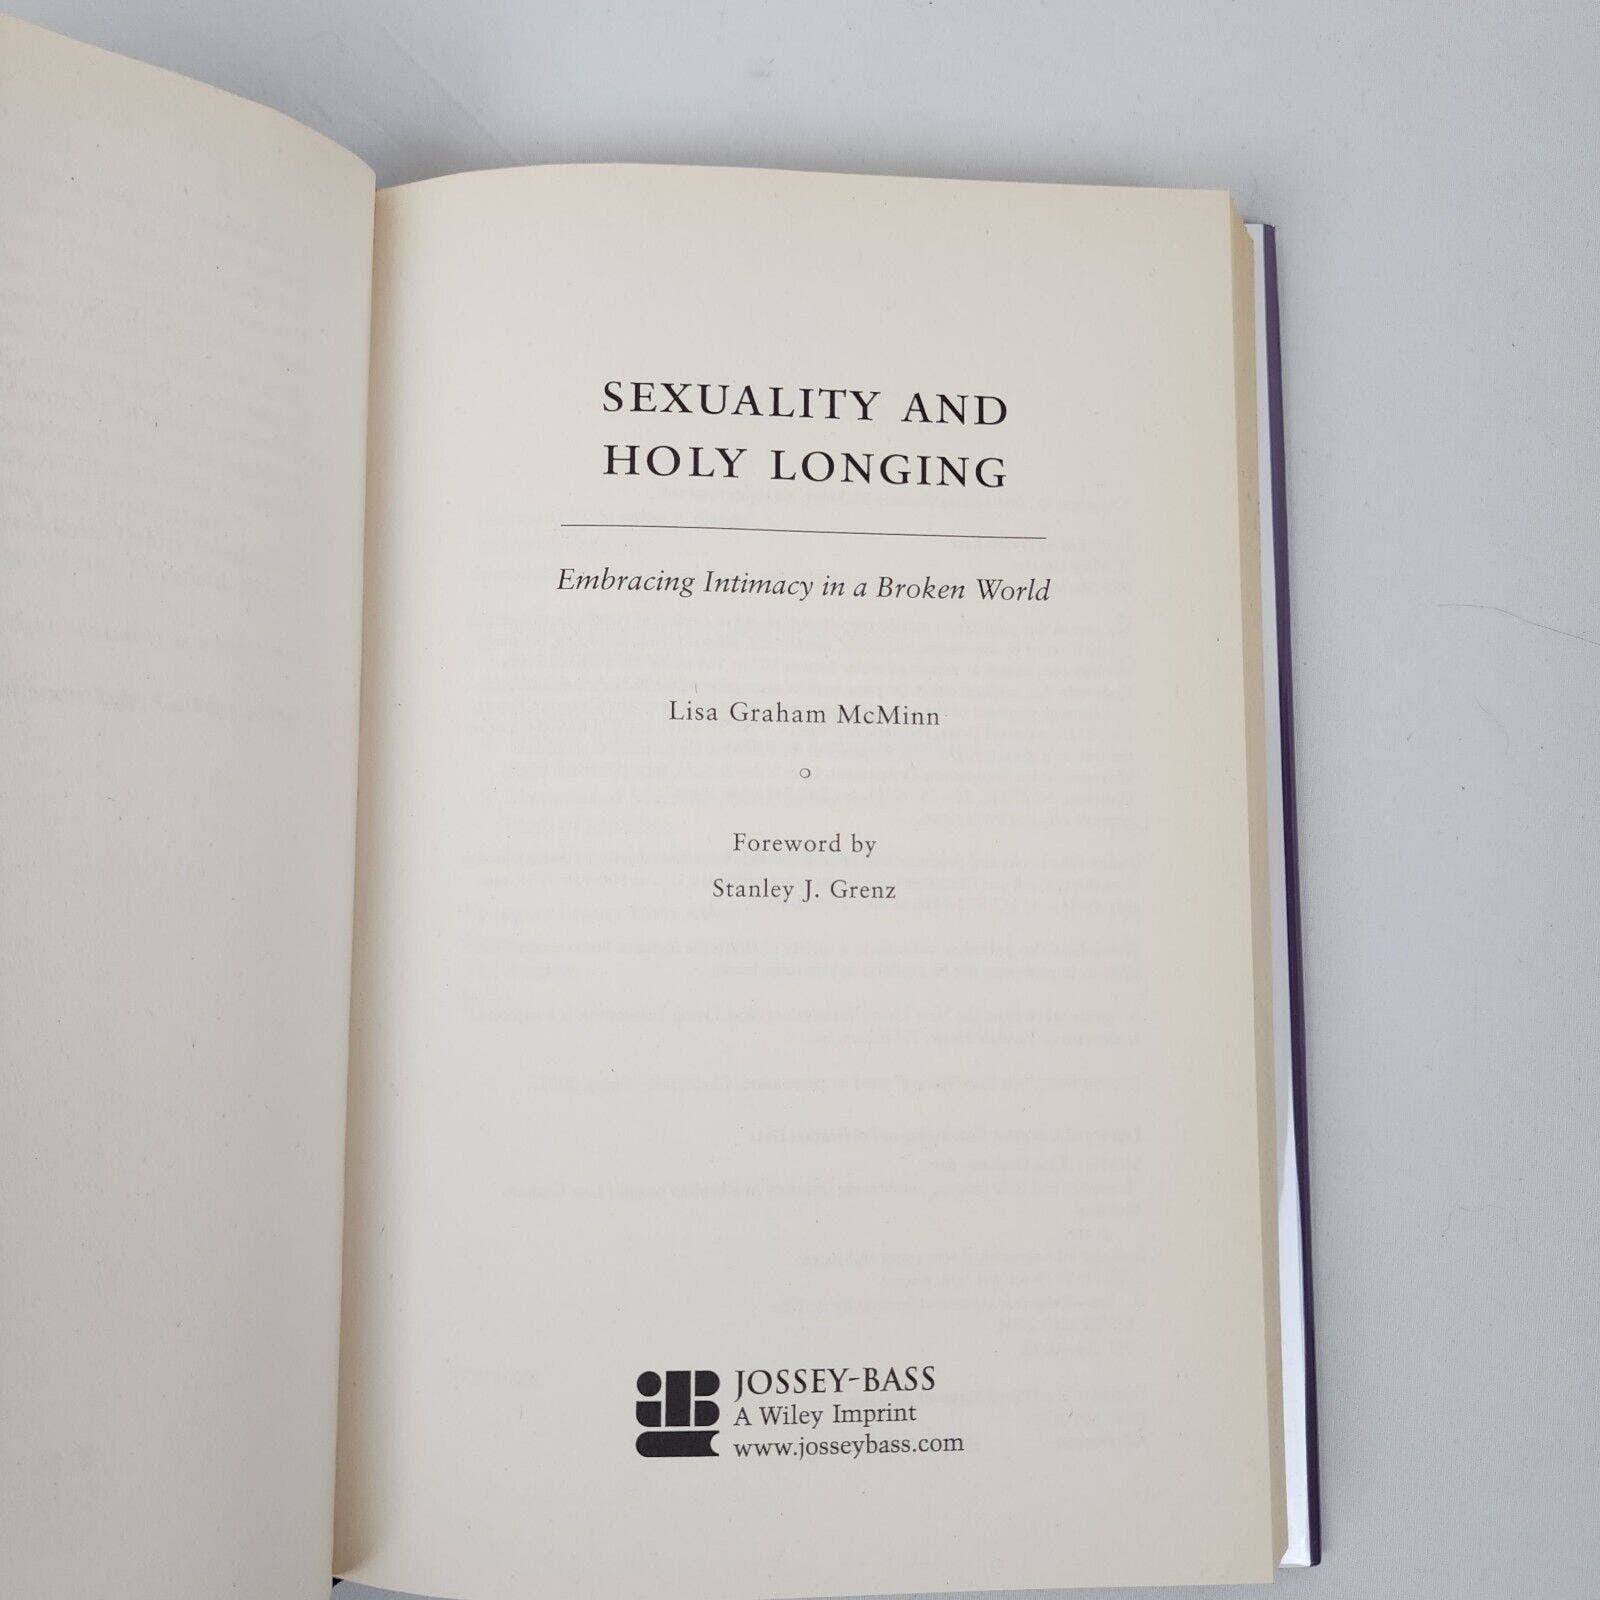 SEXUALITY AND
HOLY LONGING
Embracing Intimacy in a Broken World
Lisa Graham McMinn
Foreword by
Stanley J. Grenz
JOSSEY-BASS
A Wiley Imprint
www.josseybass.com